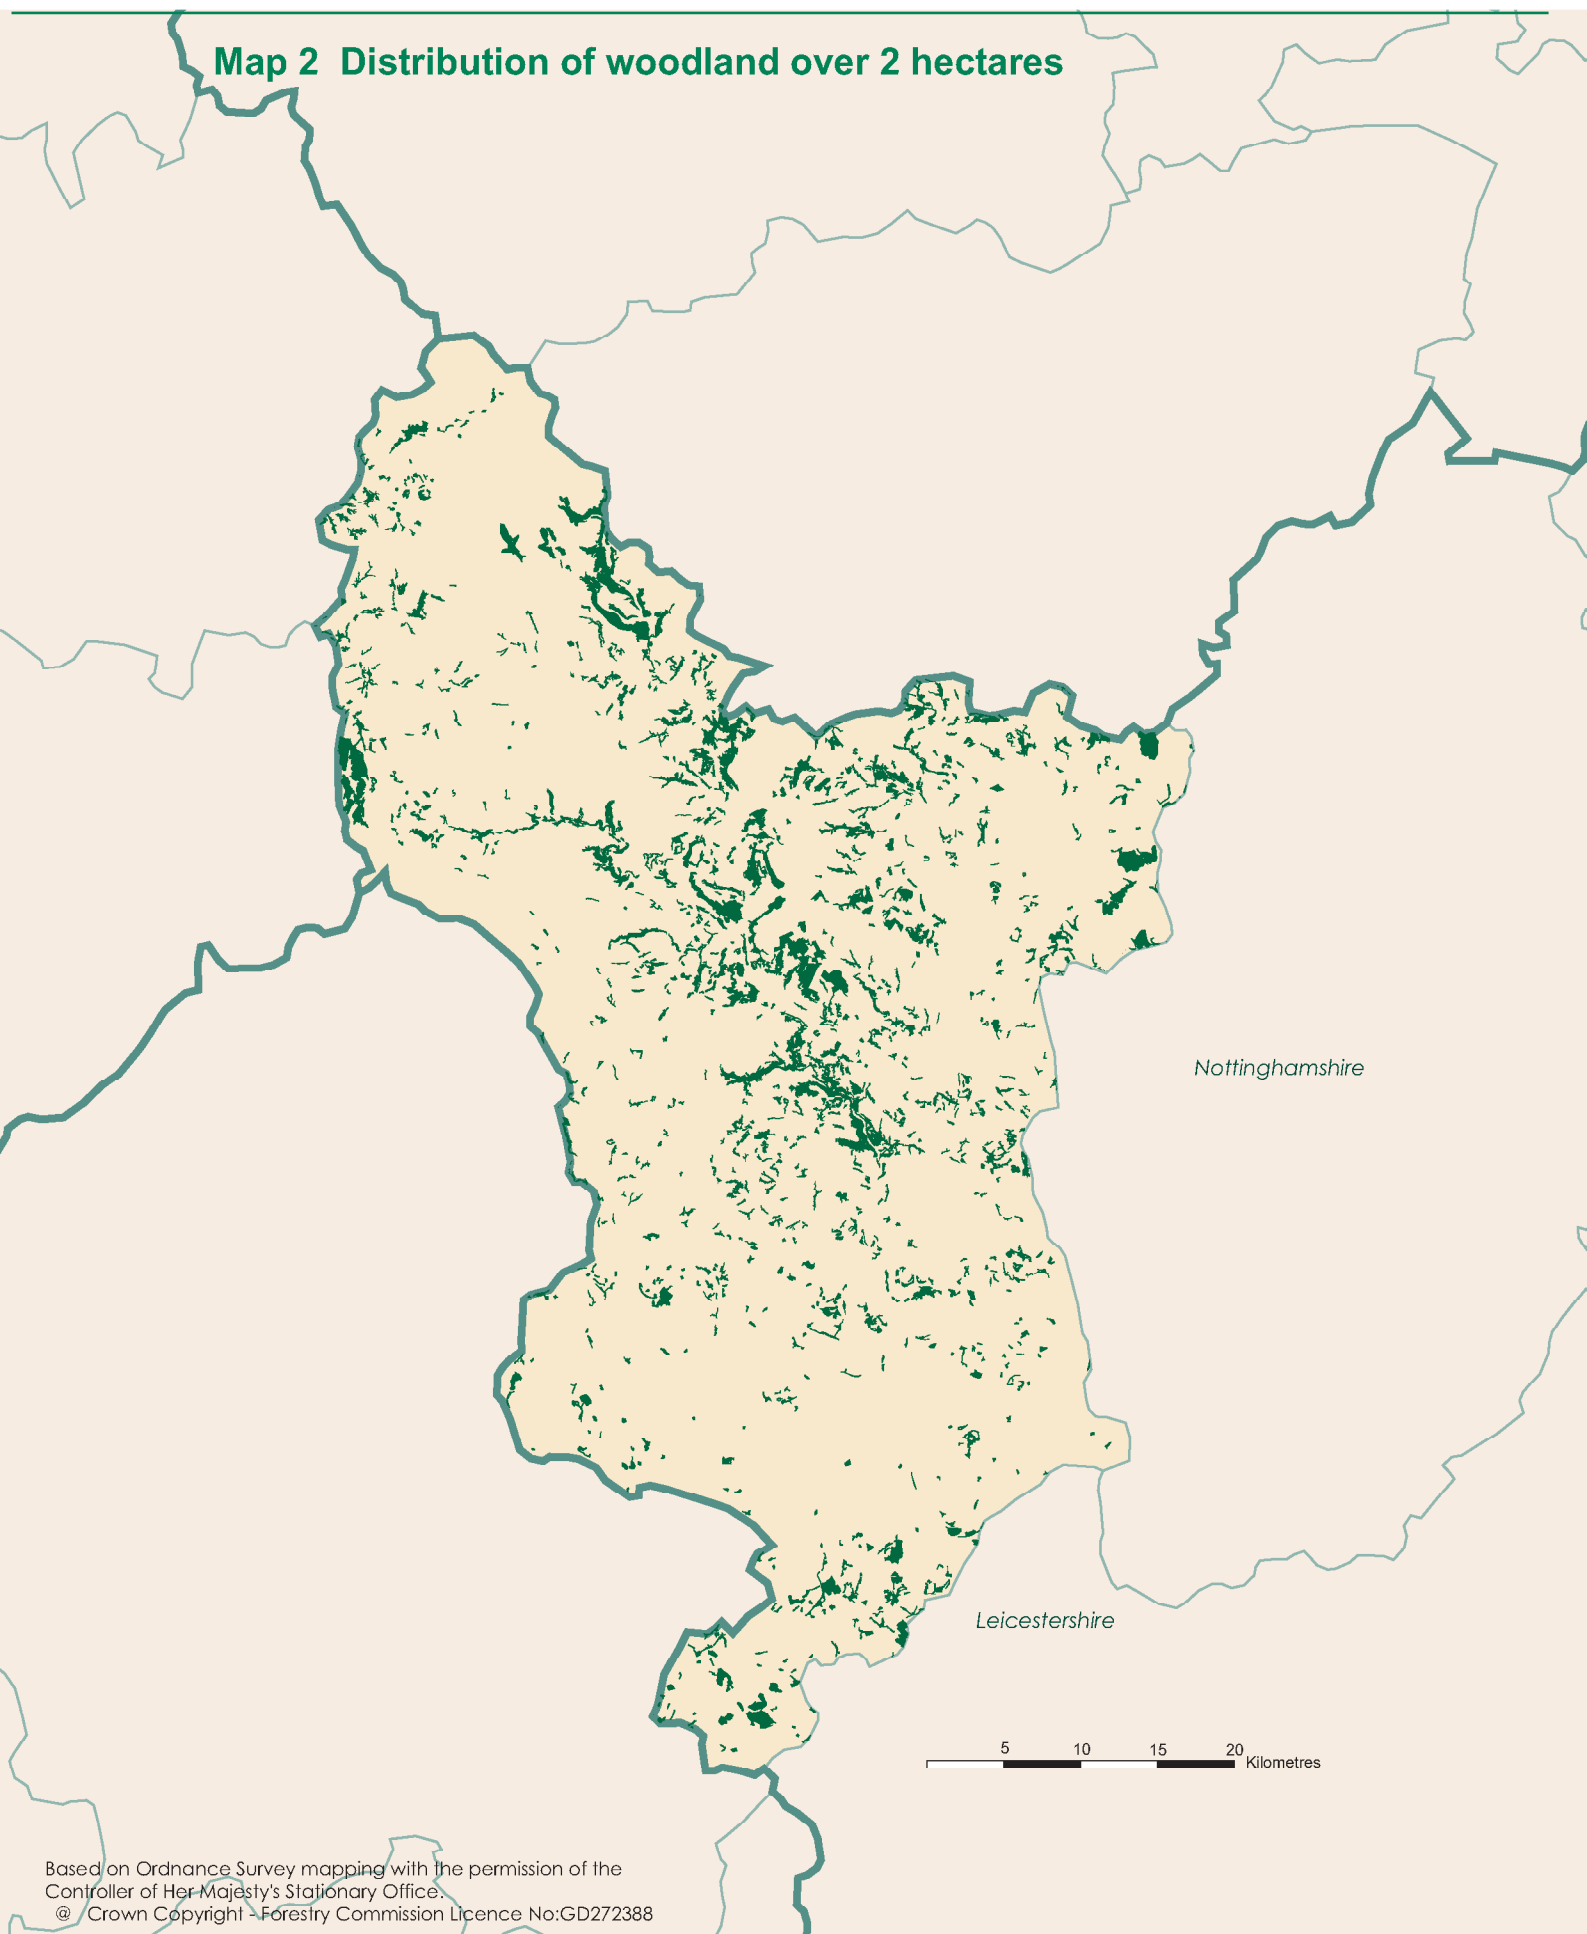 Map 2  Distribution of woodland over 2 hectares
Nottinghamshire
Leicestershire
5 10 15 20
Kilometres
Based on Ordnance Survey mapping with the permission of the
Controller of Her Majesty's Stationary Office.
@ Crown Copyright - Forestry Commission Licence No:GD272388